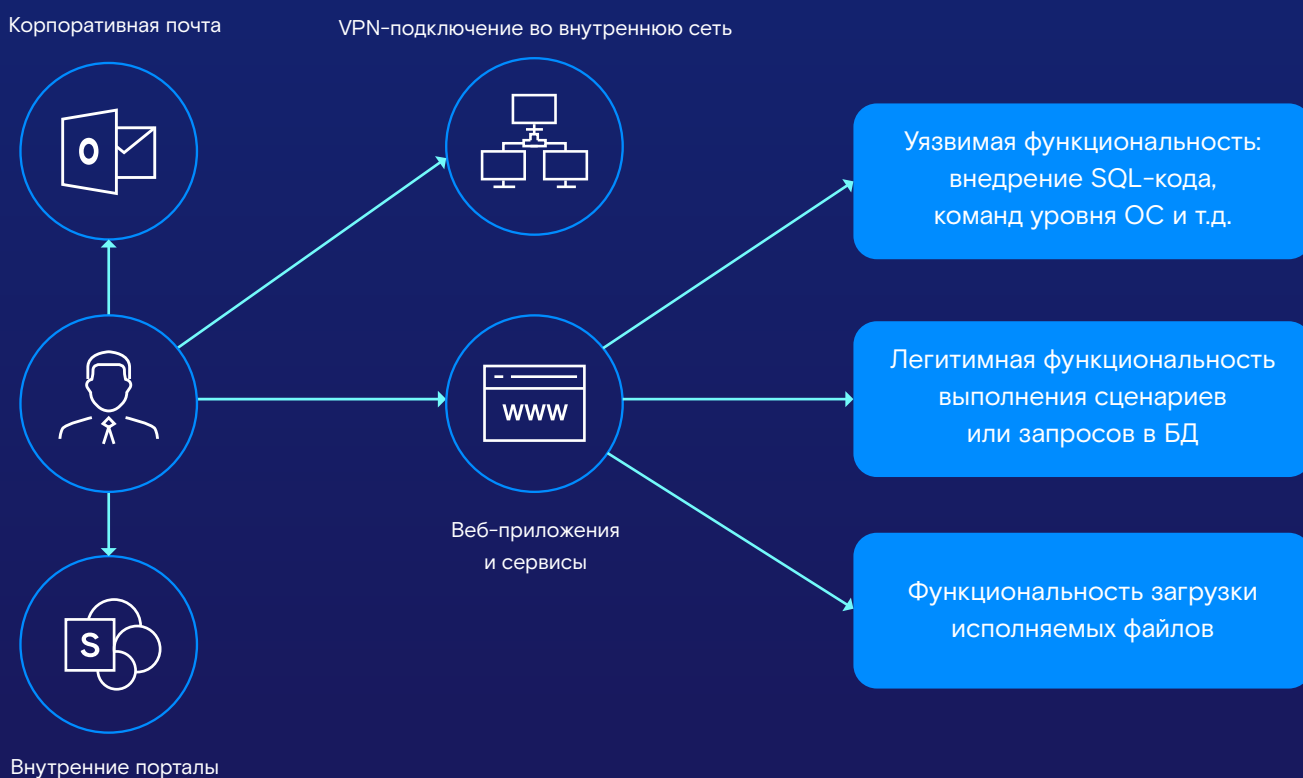 Корпоративная почта
VPN-подключение во внутреннюю сеть
O
Уязвимая функциональность:
внедрение SQL-кода,
команд уровня ОС и т.д.
WWW
Легитимная функциональность
выполнения сценариев
или запросов в БД
Веб-приложения
и сервисы
S
Функциональность загрузки
исполняемых файлов
Внутренние порталы